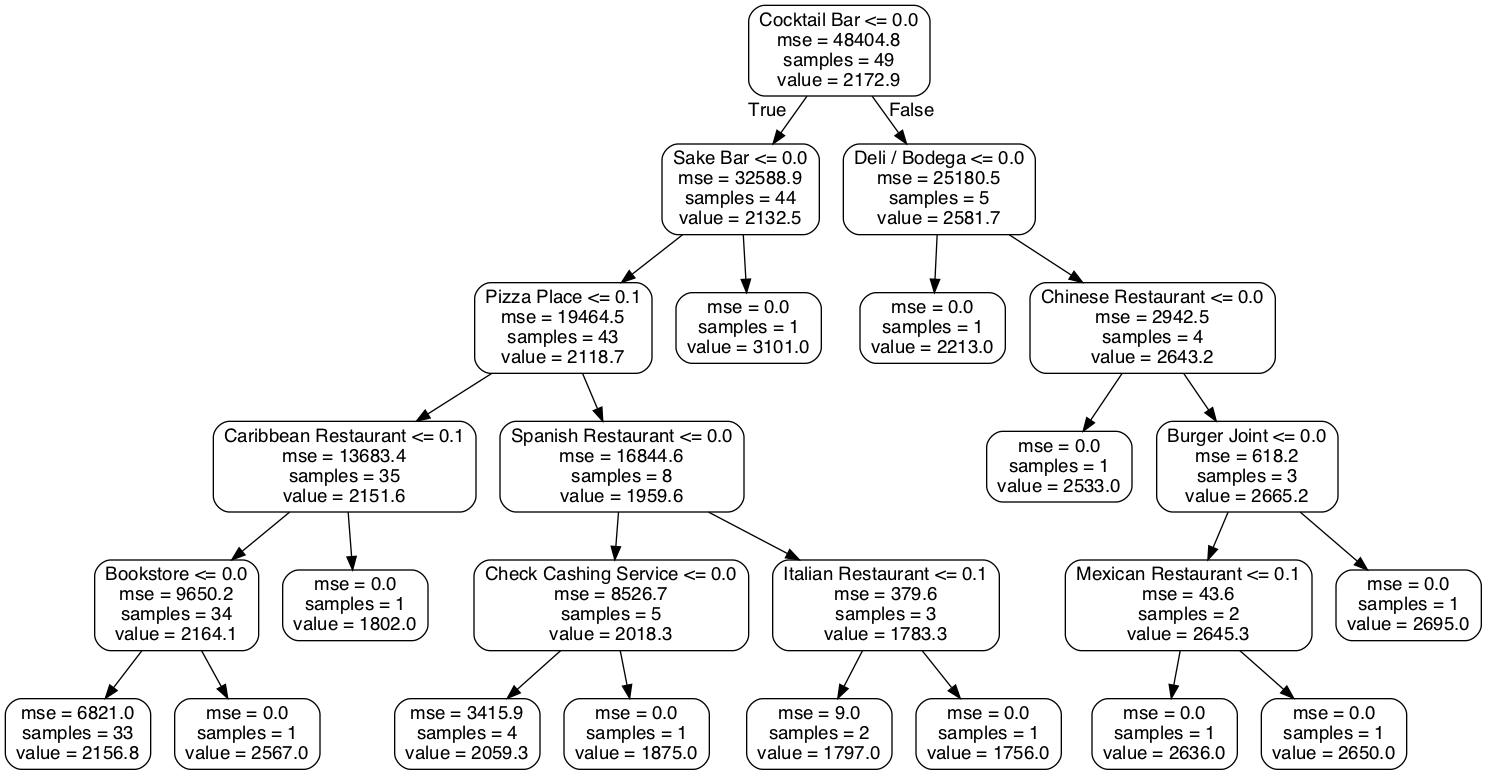 Cocktail Bar <= 0.0
mse = 48404.8
samples = 49
value = 2172.9
True
False
Sake Bar <= 0.0
mse = 32588.9
samples = 44
value = 2132.5
Deli / Bodega <= 0.0
mse = 25180.5
samples = 5
value = 2581.7
Pizza Place <= 0.1
mse = 19464.5
samples = 43
value = 2118.7
mse = 0.0
samples = 1
value = 3101.0
mse = 0.0
samples = 1
value = 2213.0
Chinese Restaurant <= 0.0
mse = 2942.5
samples = 4
value = 2643.2
Caribbean Restaurant <= 0.1
mse = 13683.4
samples = 35
value = 2151.6
Spanish Restaurant <= 0.0
mse = 16844.6
samples = 8
value = 1959.6
mse = 0.0
samples = 1
value = 2533.0
Burger Joint <= 0.0
mse = 618.2
samples = 3
value = 2665.2
Bookstore <= 0.0
mse = 9650.2
samples = 34
value = 2164.1
mse = 0.0
samples = 1
value = 1802.0
Check Cashing Service <= 0.0
mse = 8526.7
samples = 5
value = 2018.3
Italian Restaurant <= 0.1
mse = 379.6
samples = 3
value = 1783.3
Mexican Restaurant <= 0.1
mse = 43.6
samples = 2
value = 2645.3
mse = 0.0
samples = 1
value = 2695.0
mse = 6821.0
samples = 33
value = 2156.8
mse = 0.0
samples = 1
value = 2567.0
mse = 3415.9
samples = 4
value = 2059.3
mse = 0.0
samples = 1
value = 1875.0
mse = 9.0
samples = 2
value = 1797.0
mse = 0.0
samples = 1
value = 1756.0
mse = 0.0
samples = 1
value = 2636.0
mse = 0.0
samples = 1
value = 2650.0